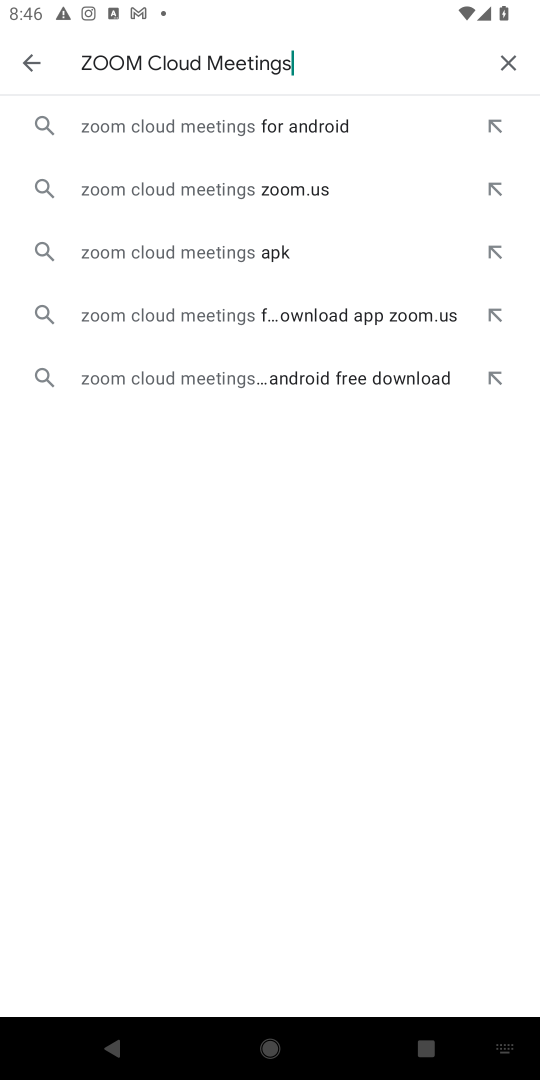 8:46
ZOOM Cloud Meetings
zoom cloud meetings for android
zoom cloud meetings zoom.us
zoom cloud meetings apk
zoom cloud meetings f...ownload app zoom.us
zoom cloud meetings...android free download